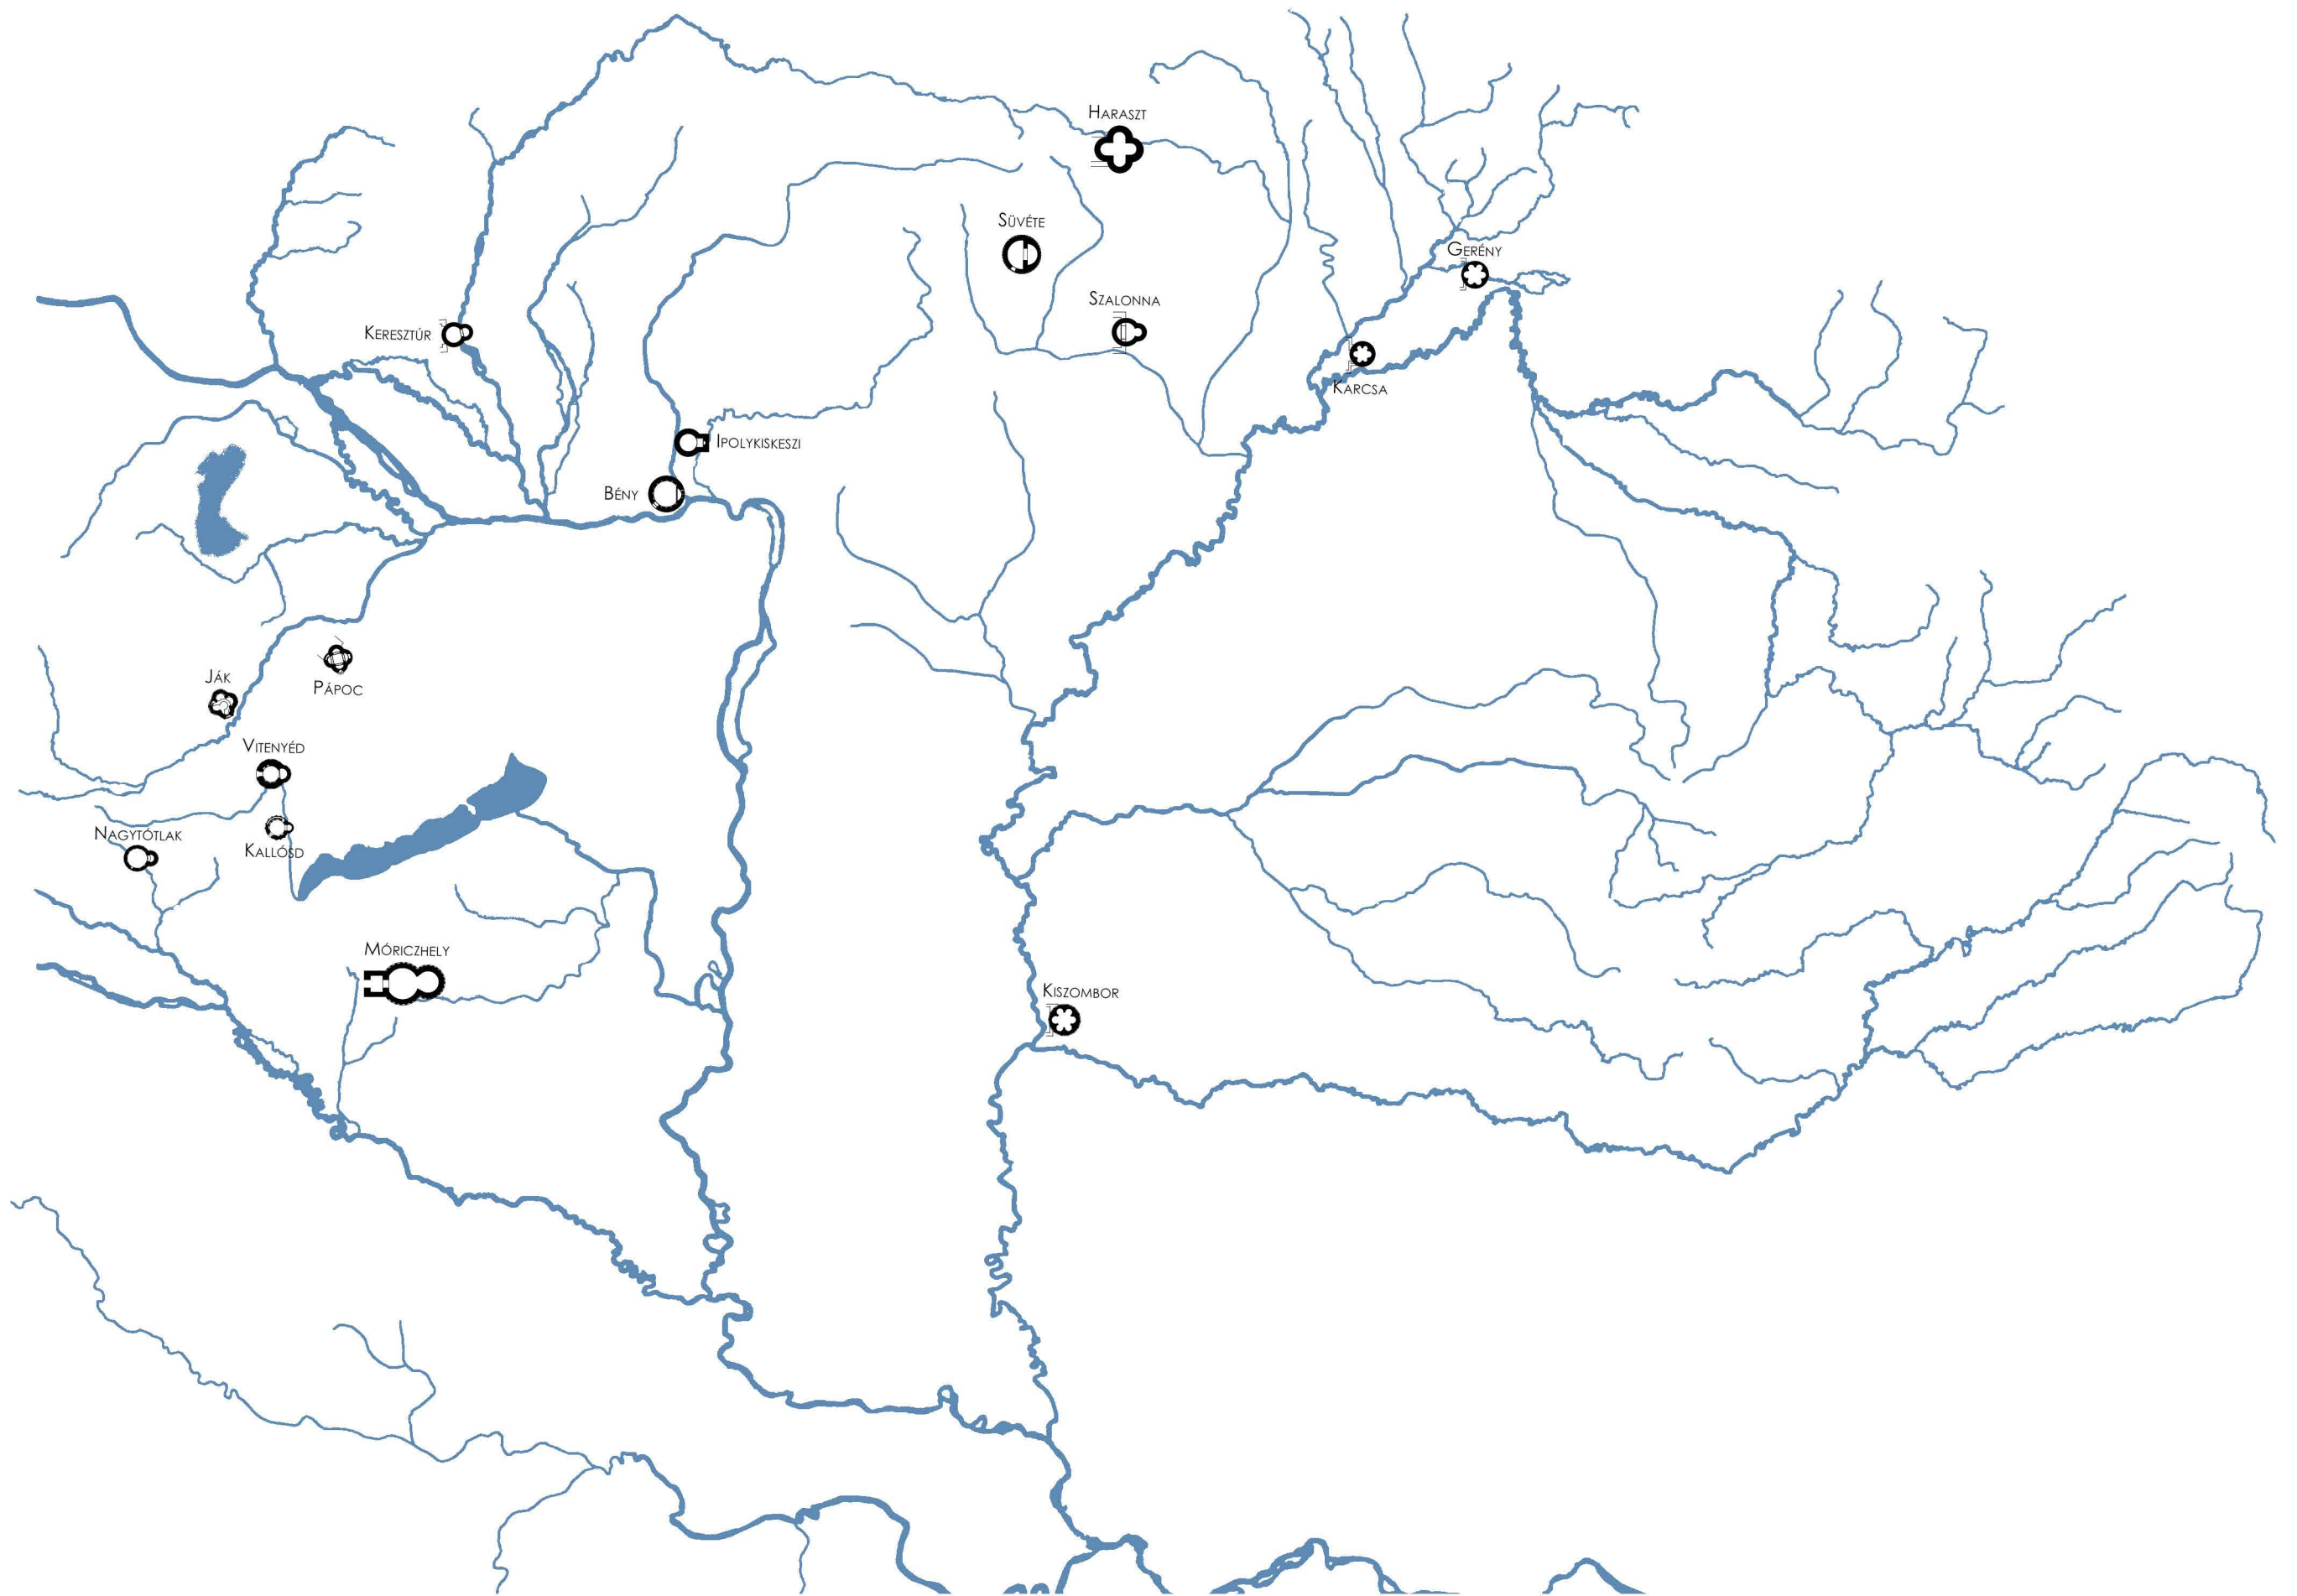 HARASZT
SÜVÉTE
GERÉNY
SZALONNA
KERESZTÚR
KARCSA
IPOLYKISKESZI
BÉNY
JÁK
PÁPOC
VITENYÉD
NAGYTÓTLAK
KALLÓSD
MÓRICZHELY
KISZOMBOR